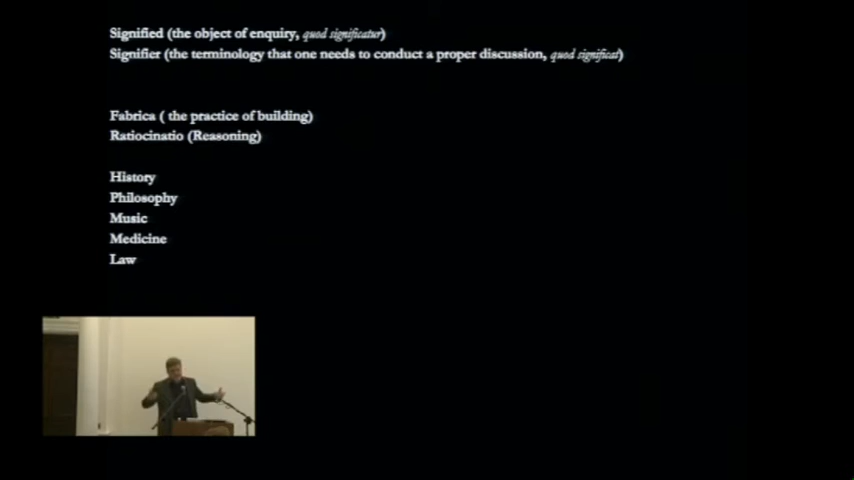 Signified (the object of enquiry, quod significatur)
Signifier (the terminology that one needs to conduct a proper discussion, quod significat)
Fabrica ( the practice of building)
Ratiocinatio (Reasoning)
History
Philosophy
Music
Medicine
Law